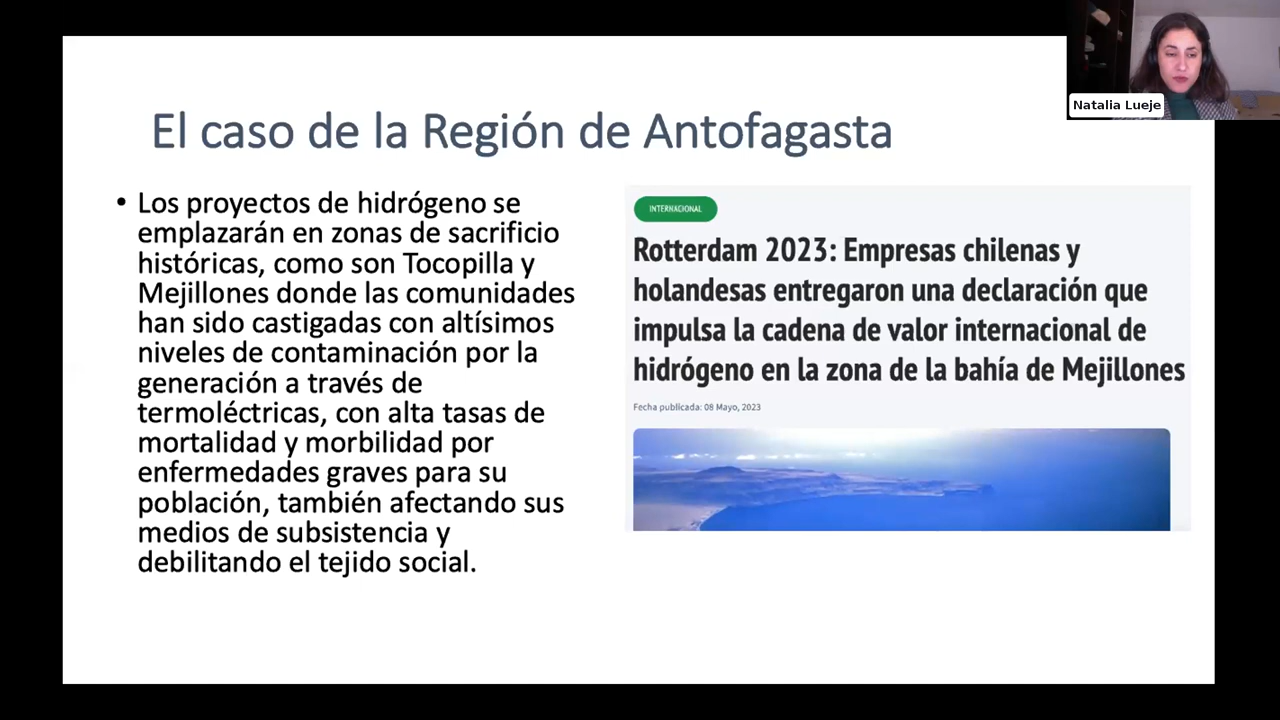 Natalia Lueje
El caso de la Región de Antofagasta
• Los proyectos de hidrógeno se
emplazarán en zonas de sacrificio
históricas, como son Tocopilla y
Mejillones donde las comunidades
han sido castigadas con altísimos
niveles de contaminación por la
generación a través de
termoléctricas, con alta tasas de
mortalidad y morbilidad por
enfermedades graves para su
población, también afectando sus
medios de subsistencia y
debilitando el tejido social.
INTERNACIONAL
Rotterdam 2023: Empresas chilenas y
holandesas entregaron una declaración que
impulsa la cadena de valor internacional de
hidrógeno en la zona de la bahía de Mejillones
Fecha publicada: 08 Mayo, 2023